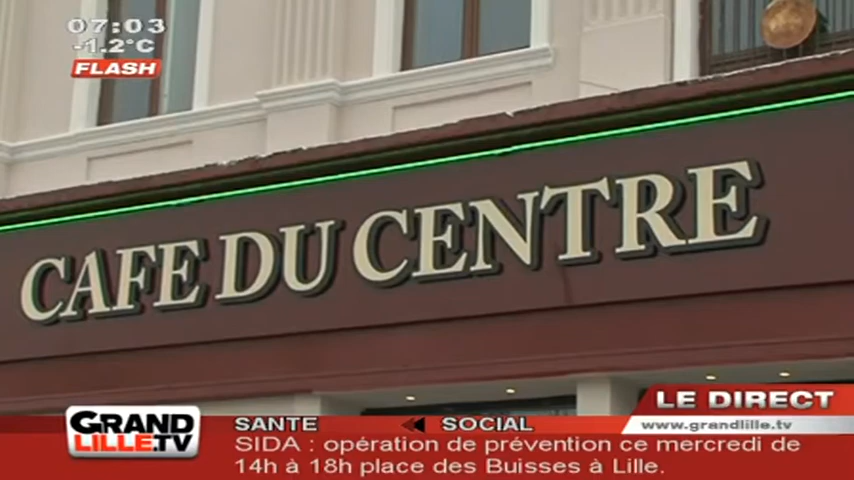 07:03
-1.2°C
FLASH
CAFE DU CENTRE
LE DIRECT
www.grandlille.tv
GRAND
LILLE.TV
SANTE SOCIAL
SIDA : opération de prévention ce mercredi de
14h à 18h place des Buisses à Lille.